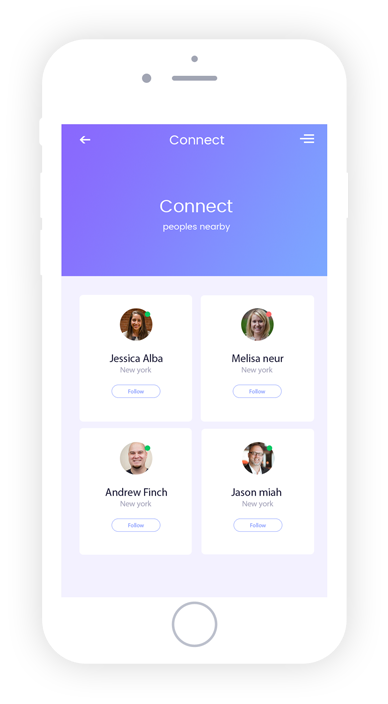 Connect
Connect
peoples nearby
Jessica Alba
New york
Follow
Melisa neur
New york
Follow
Andrew Finch
New york
Follow
Jason miah
New york
Follow